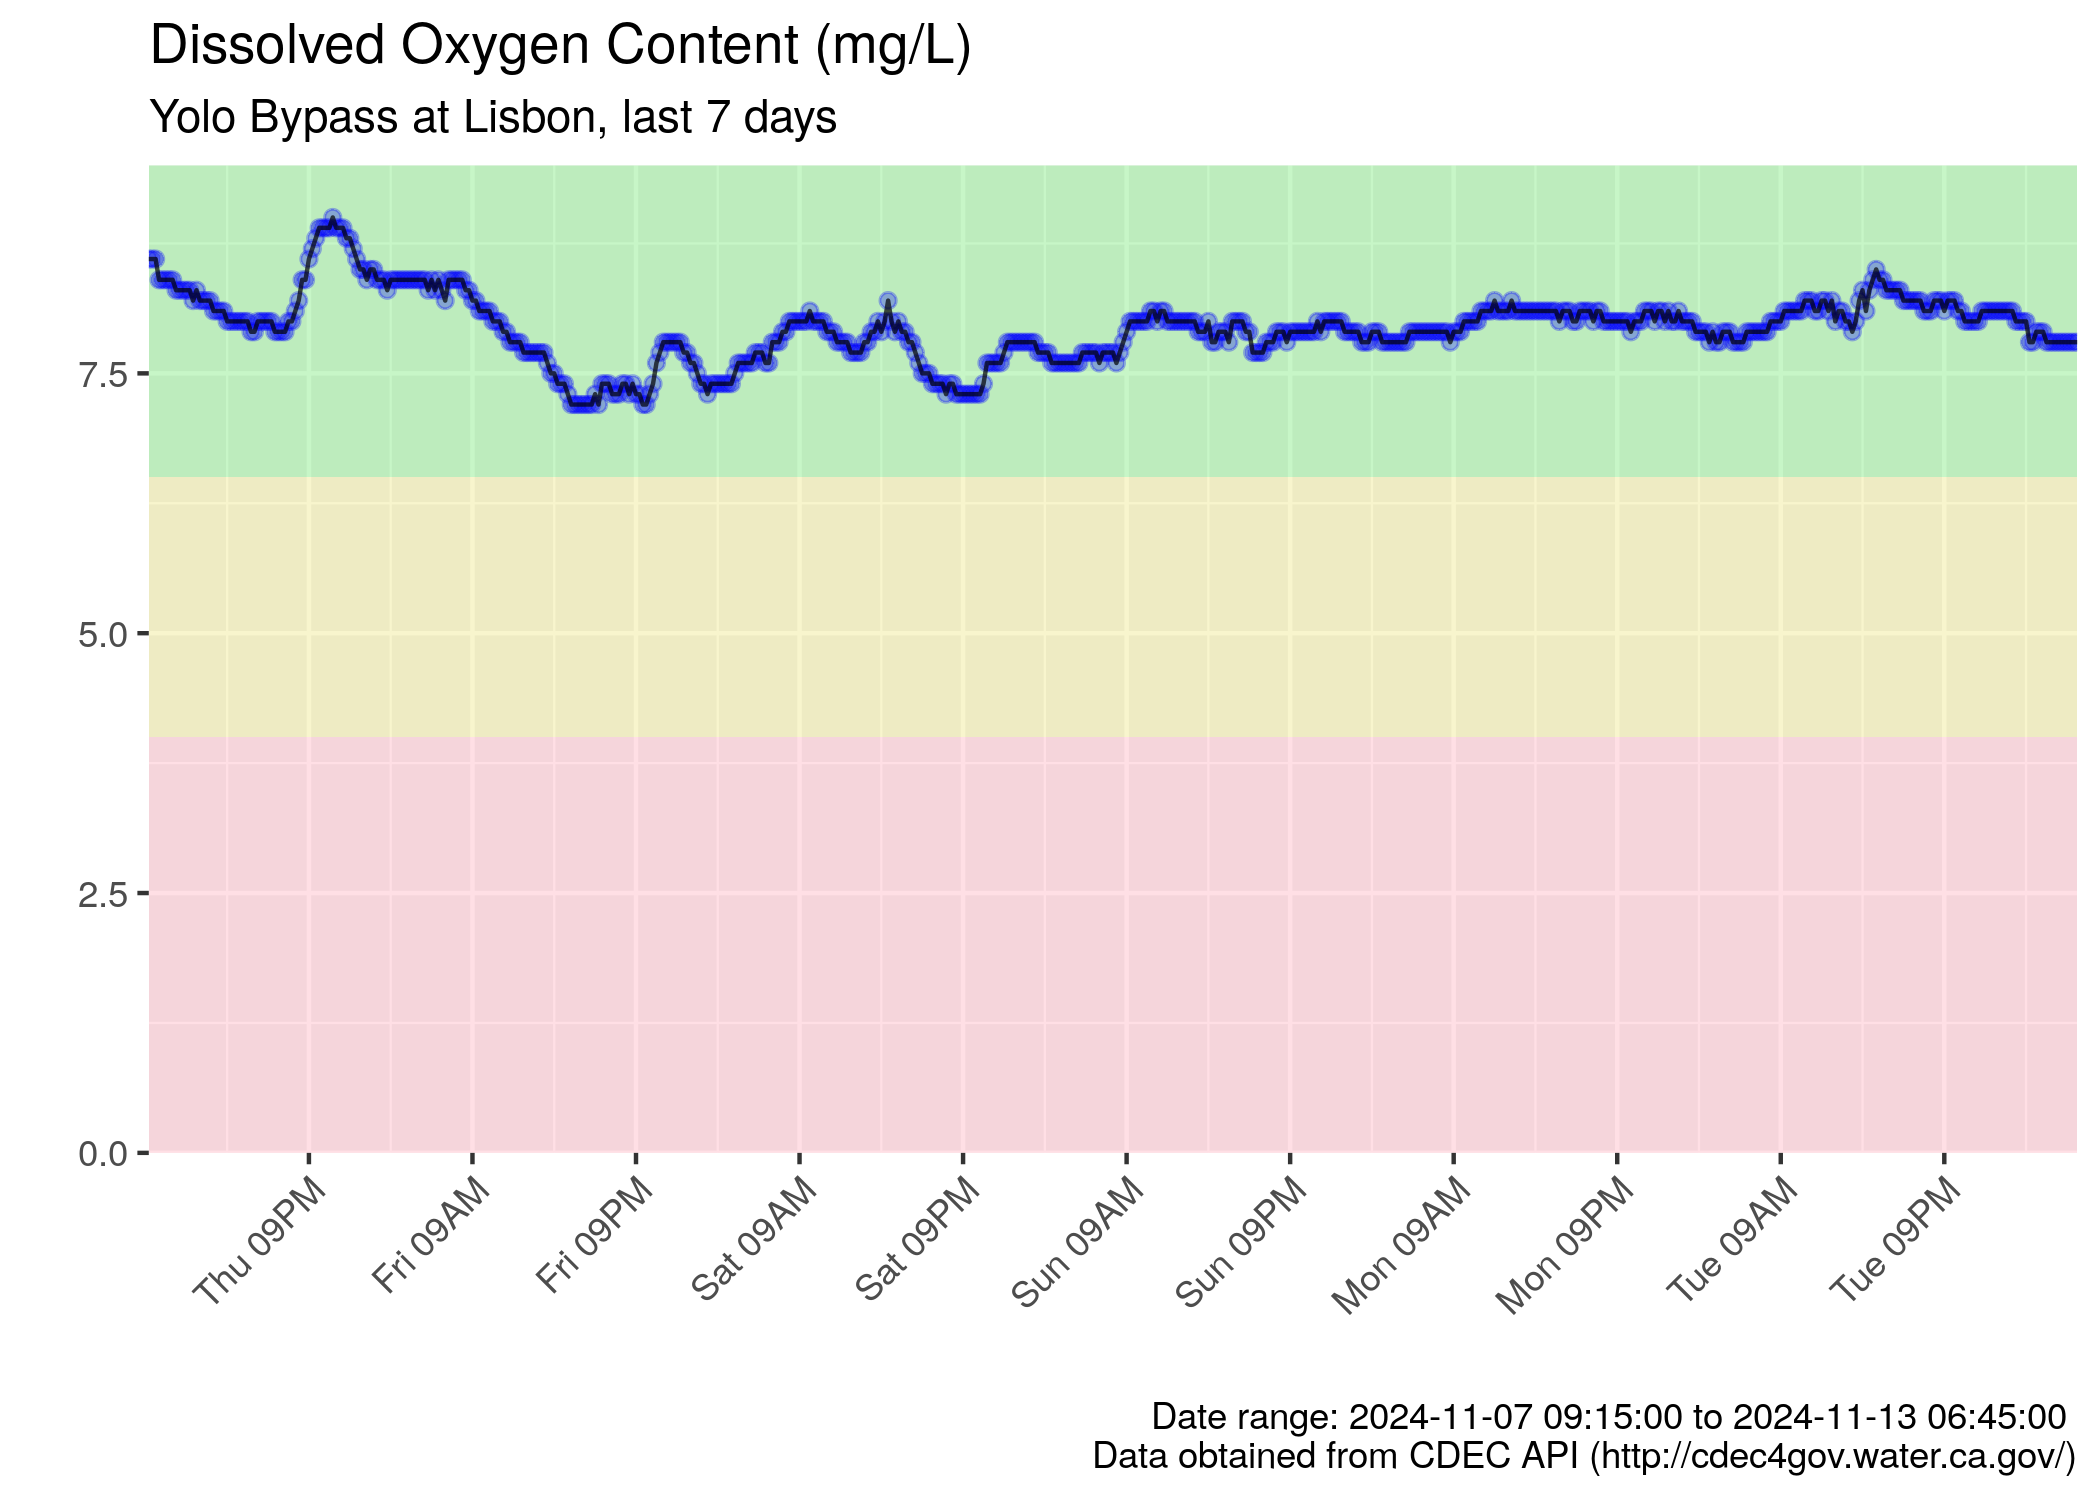 Dissolved Oxygen Content (mg/L)
Yolo Bypass at Lisbon, last 7 days
7.5
5.0
2.5
0.0
Thu 09PM
Fri 09AM
Fri 09PM
Sat 09AM
Sat 09PM
Sun 09AM
Sun 09PM
Mon 09AM
Mon 09PM
Tue 09AM
Tue 09PM
Date range: 2024-11-07 09:15:00 to 2024-11-13 06:45:00
Data obtained from CDEC API (http://cdec4gov.water.ca.gov/)